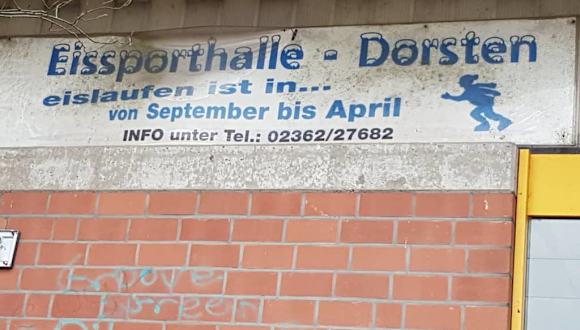 Eissporthalle - Dorsten
eislaufen ist in...
von September bis April
INFO unter Tel.: 02362/27682